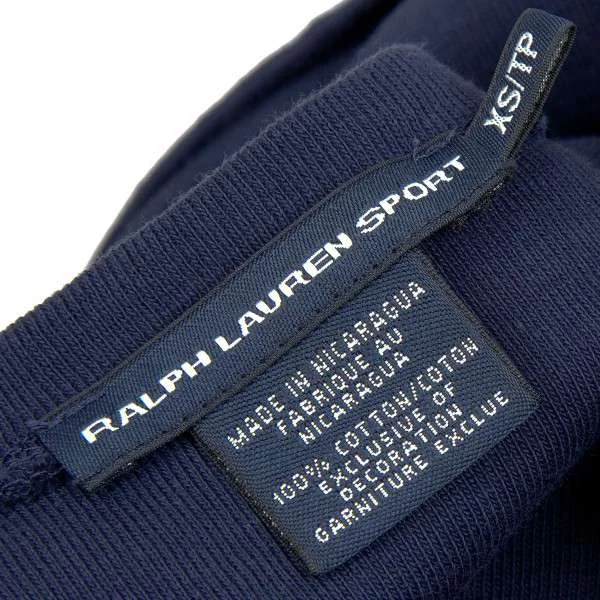 XS/TP
RALPH LAUREN SPORT
MADE IN NICARAGUA
FABRIQUE AU
NICARAGUA
100% COTTON/COTON
EXCLUSIVE OF
DECORATION
GARNITURE EXCLUE